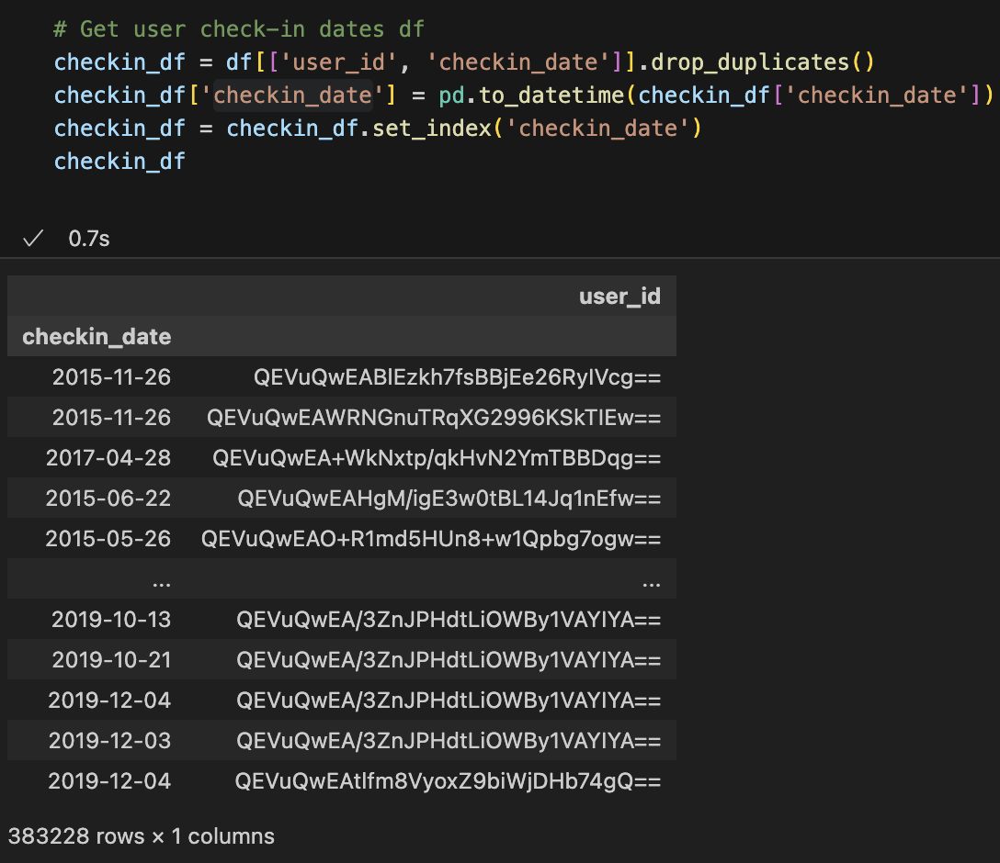 # Get user check-in dates df
checkin_df = df[['user_id', 'checkin_date']].drop_duplicates()
checkin_df['checkin_date'] = pd.to_datetime(checkin_df['checkin_date'])
checkin_df = checkin_df.set_index('checkin_date')
checkin_df
0.7s
user_id
checkin_date
2015-11-26 QEVuQwEABlEzkh7fsBBjEe26RyIVcg==
2015-11-26 QEVuQwEAWRNGnuTRqXG2996KSkTIEw==
2017-04-28 QEVuQwEA+WkNxtp/qkHvN2YmTBBDqg==
2015-06-22 QEVuQwEAHgM/igE3w0tBL14Jq1nEfw==
2015-05-26 QEVuQwEAO+R1md5HUn8+w1Qpbg7ogw==
... ...
2019-10-13 QEVuQwEA/3ZnJPHdtLiOWBy1VAYIYA==
2019-10-21 QEVuQwEA/3ZnJPHdtLiOWBy1VAYIYA==
2019-12-04 QEVuQwEA/3ZnJPHdtLiOWBy1VAYIYA==
2019-12-03 QEVuQwEA/3ZnJPHdtLiOWBy1VAYIYA==
2019-12-04 QEVuQwEAtlfm8VyoxZ9biWjDHb74gQ==
383228 rows × 1 columns